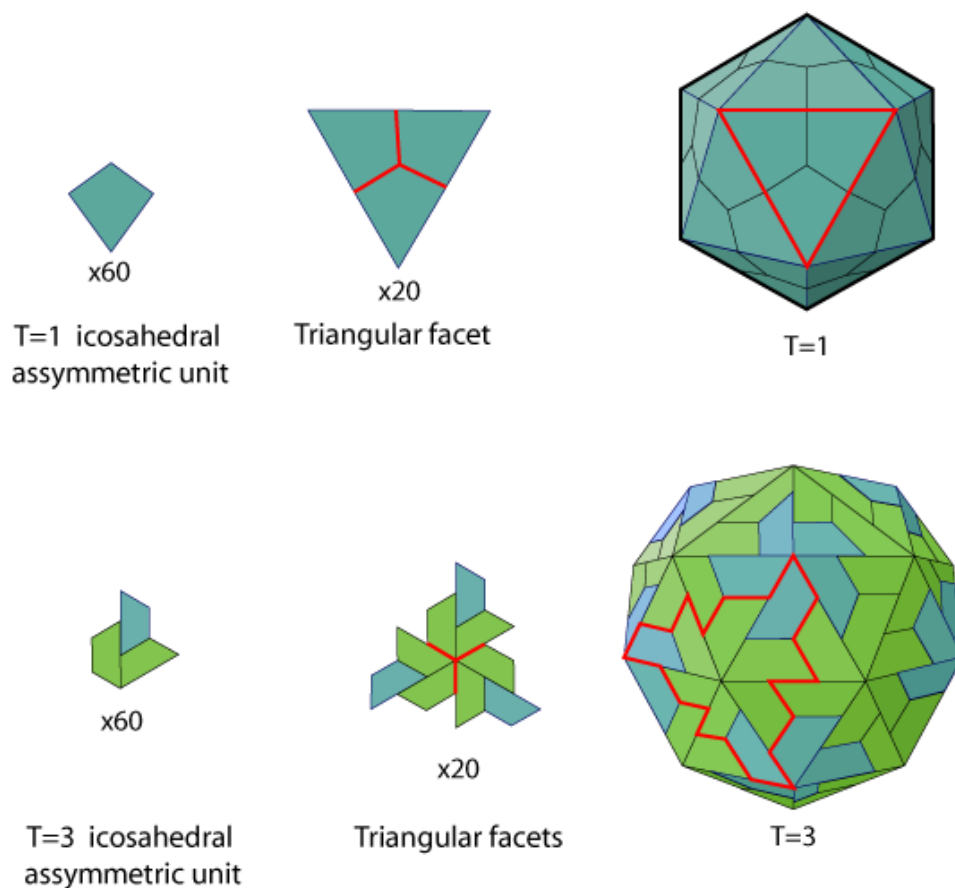 x60
T=1 icosahedral
assymmetric unit
x20
Triangular facet
T=1
x60
T=3 icosahedral
assymmetric unit
x20
Triangular facets
T=3